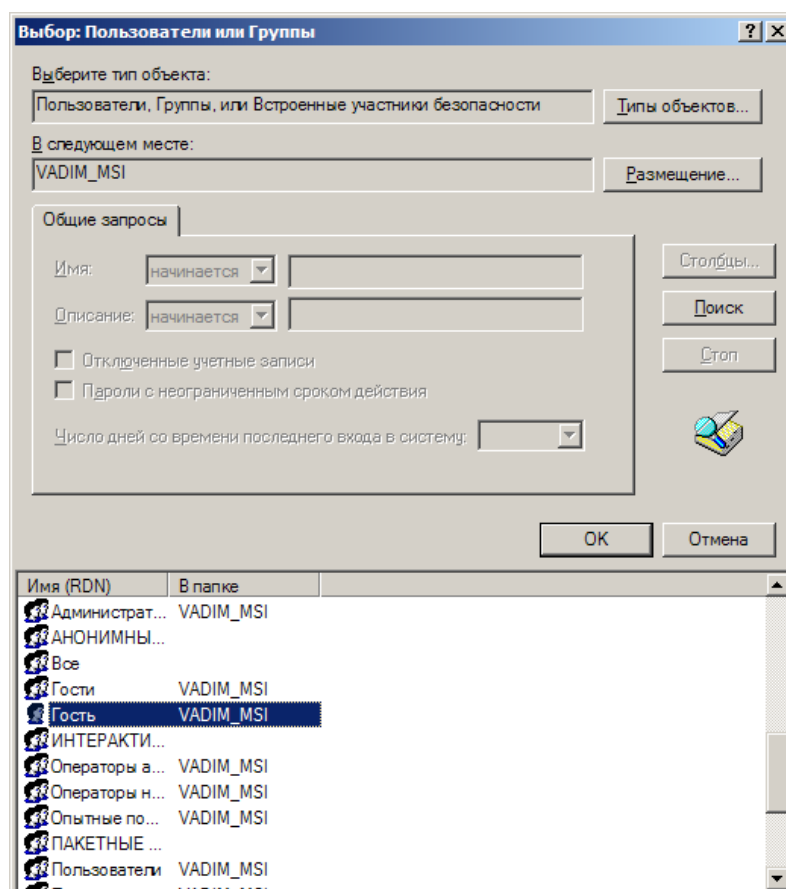 Выбор: Пользователи или Группы
Выберите тип объекта:
Пользователи, Группы, или Встроенные участники безопасности
Типы объектов...
В следующем месте:
VADIM_MSI
Размещение...
Общие запросы
Имя: начинается
Столбцы...
Описание: начинается
Поиск
Отключенные учетные записи
Стоп
Пароли с неограниченным сроком действия
Число дней со времени последнего входа в систему:
OK Отмена
Имя (RDN) В папке
Администрат... VADIM_MSI
АНОНИМНЫ...
Все
Гости VADIM_MSI
Гость VADIM_MSI
ИНТЕРАКТИ...
Операторы а... VADIM_MSI
Операторы н... VADIM_MSI
Опытные по... VADIM_MSI
ПАКЕТНЫЕ ...
Пользователи VADIM_MSI